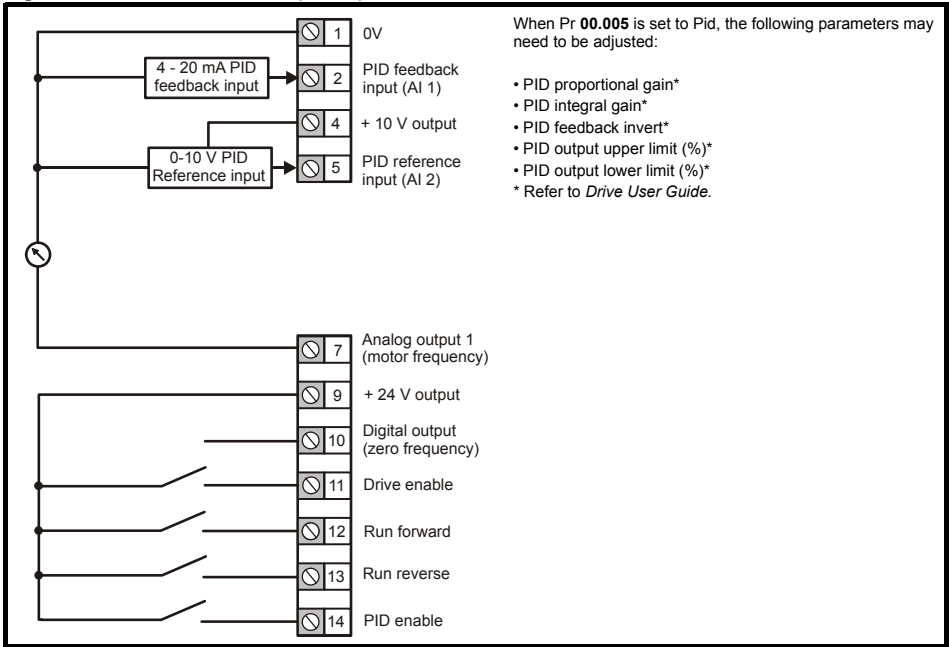 1 0V
4 - 20 mA PID
feedback input
2 PID feedback
input (AI 1)
4 + 10 V output
0-10 V PID
Reference input
5 PID reference
input (AI 2)
7 Analog output 1
(motor frequency)
9 + 24 V output
10 Digital output
(zero frequency)
11 Drive enable
12 Run forward
13 Run reverse
14 PID enable
When Pr 00.005 is set to Pid, the following parameters may
need to be adjusted:
• PID proportional gain*
• PID integral gain*
• PID feedback invert*
• PID output upper limit (%)*
• PID output lower limit (%)*
* Refer to Drive User Guide.